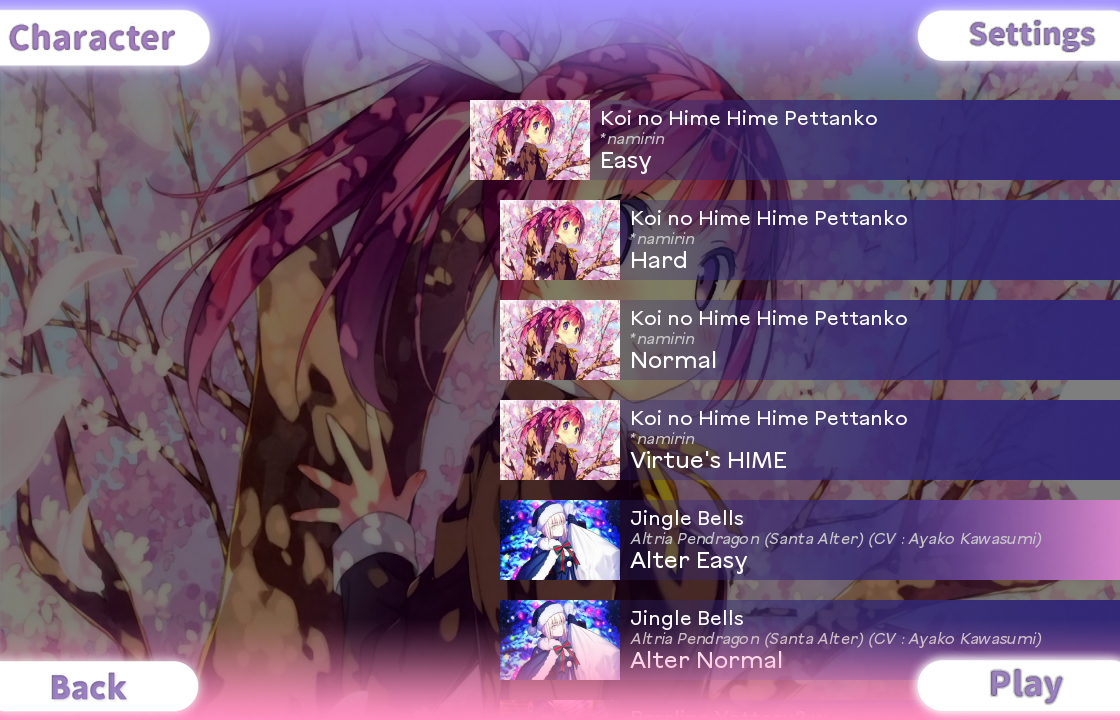 Character
Settings
Koi no Hime Hime Pettanko
*namirin
Easy
Koi no Hime Hime Pettanko
*namirin
Hard
Koi no Hime Hime Pettanko
*namirin
Normal
Koi no Hime Hime Pettanko
*namirin
Virtue's HIME
Jingle Bells
Altria Pendragon (Santa Alter) (CV : Ayako Kawasumi)
Alter Easy
Jingle Bells
Altria Pendragon (Santa Alter) (CV : Ayako Kawasumi)
Alter Normal
Back
Play